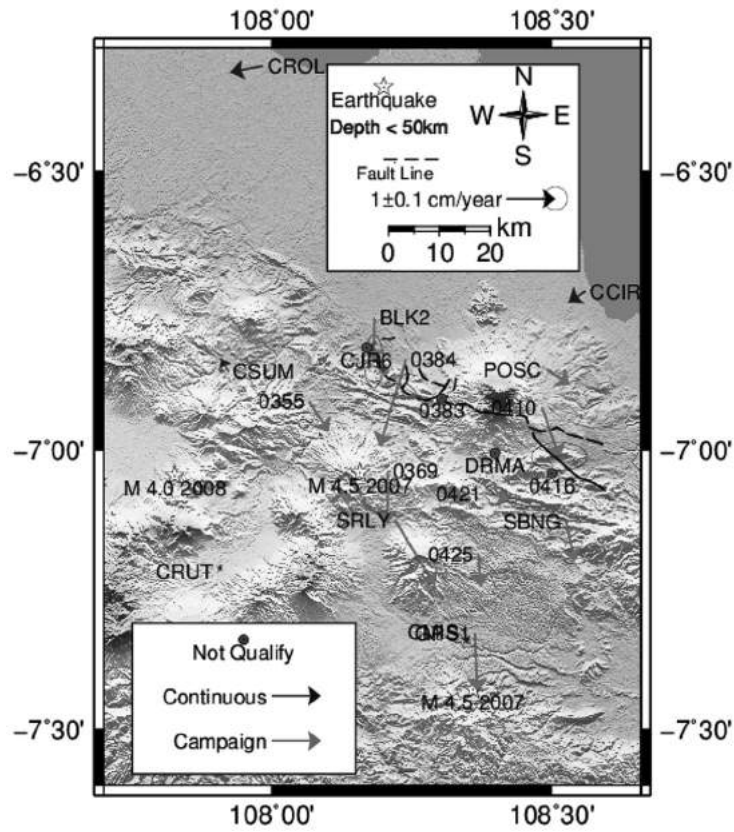 108°00' 108°30'
CROL
N
Earthquake
W E
Depth < 50km
S
-6°30' -6°30'
Fault Line
1±0.1 cm/year
km
0 10 20
CCIR
BLK2
CJR6 0384
CSUM POSC
0355 0383 0410
-7°00' -7°00'
0369 DRMA
M 4.0 2008 M 4.5 2007 0421 0416
SRLY SBNG
0425
CRUT
Not Qualify
M 4.5 2007
Continuous
-7°30' -7°30'
Campaign
108°00' 108°30'